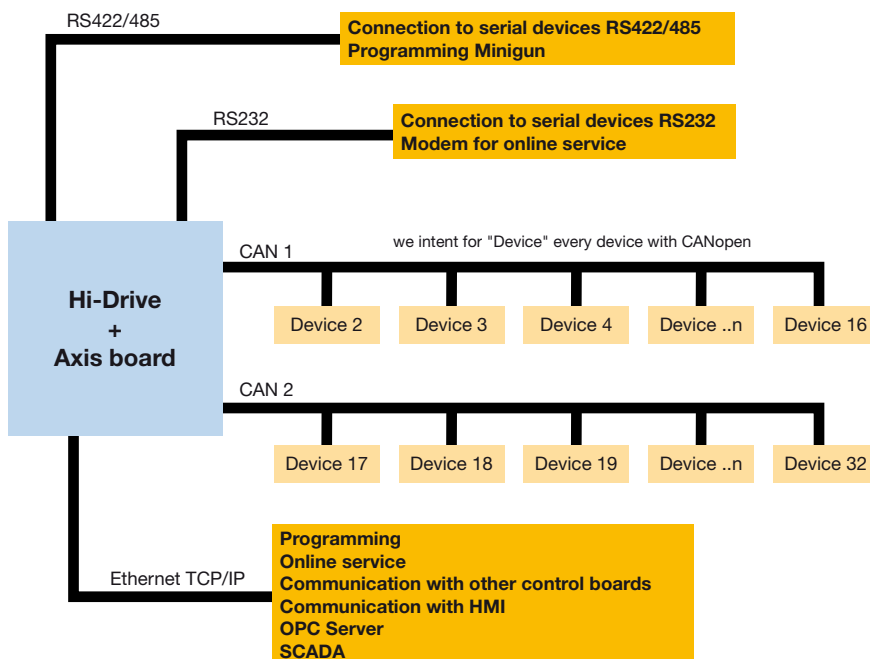 RS422/485
Connection to serial devices RS422/485
Programming Minigun
RS232
Connection to serial devices RS232
Modem for online service
Hi-Drive
+
Axis board
CAN 1
we intent for "Device" every device with CANopen
Device 2
Device 3
Device 4
Device ..n
Device 16
CAN 2
Device 17
Device 18
Device 19
Device ..n
Device 32
Ethernet TCP/IP
Programming
Online service
Communication with other control boards
Communication with HMI
OPC Server
SCADA